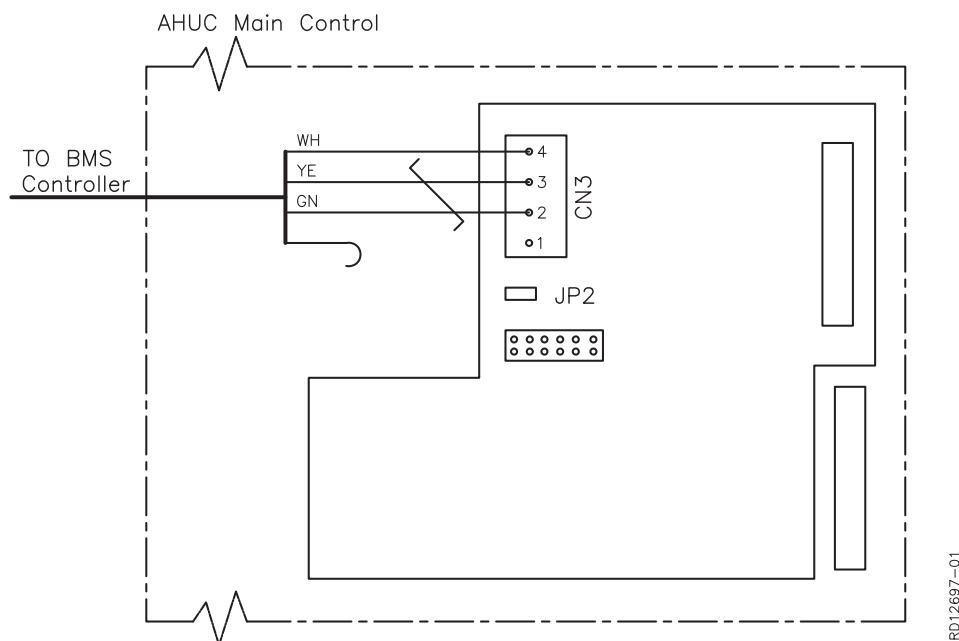 AHUC Main Control
TO BMS
Controller
WH
YE
GN
4
3
2
1
CN3
JP2
RD12697-01